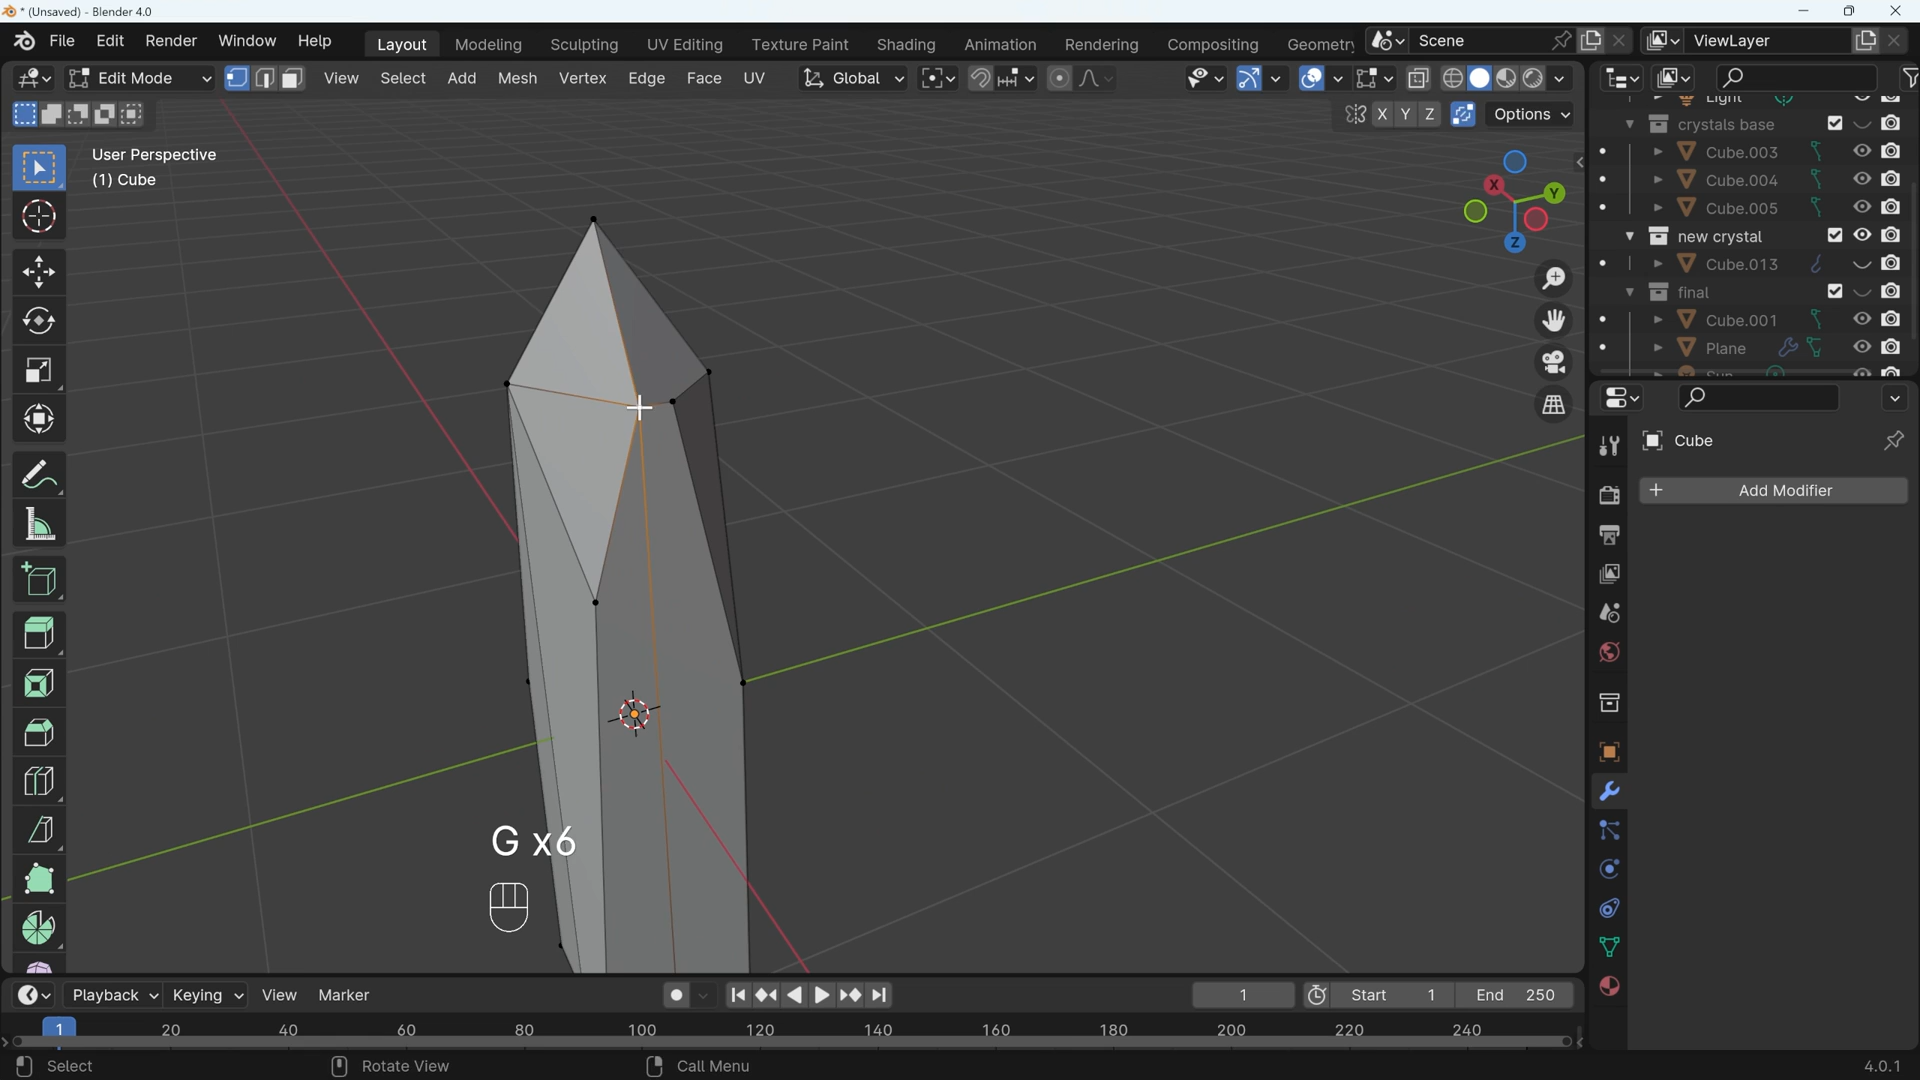 * (Unsaved) - Blender 4.0
File Edit Render Window Help Layout Modeling Sculpting UV Editing Texture Paint Shading Animation Rendering Compositing Geometry Scene ViewLayer
Edit Mode View Select Add Mesh Vertex Edge Face UV Global
X Y Z Options
User Perspective
(1) Cube
X
Y
Z
Light
crystals base
Cube.003
Cube.004
Cube.005
new crystal
Cube.013
final
Cube.001
Plane
Sun
Cube
+ Add Modifier
G x6
Playback Keying View Marker 1 Start 1 End 250
1 20 40 60 80 100 120 140 160 180 200 220 240
Select Rotate View Call Menu 4.0.1